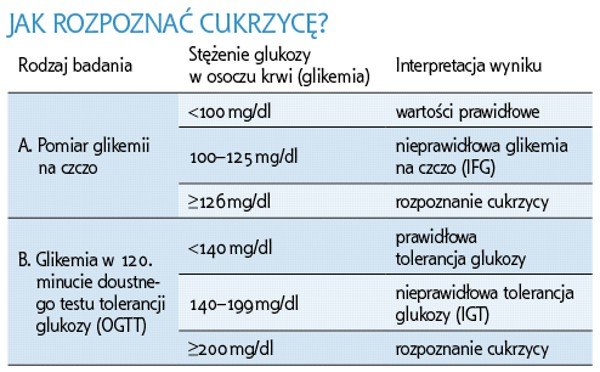 JAK ROZPOZNAĆ CUKRZYCĘ?
Rodzaj badania
Stężenie glukozy
w osoczu krwi (glikemia)
Interpretacja wyniku
A. Pomiar glikemii
na czczo
<100 mg/dl
wartości prawidłowe
100–125 mg/dl
nieprawidłowa glikemia
na czczo (IFG)
≥126 mg/dl
rozpoznanie cukrzycy
B. Glikemia w 120.
minucie doustne-
go testu tolerancji
glukozy (OGTT)
<140 mg/dl
prawidłowa
tolerancja glukozy
140–199 mg/dl
nieprawidłowa tolerancja
glukozy (IGT)
≥200 mg/dl
rozpoznanie cukrzycy